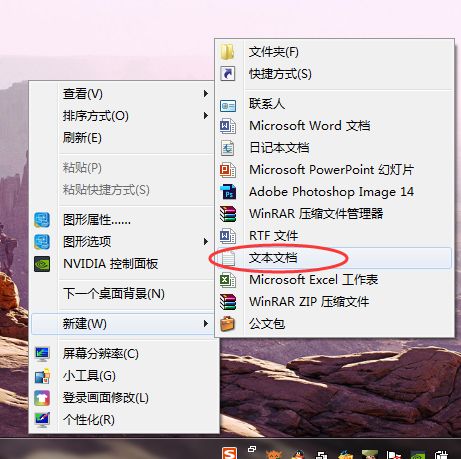 查看(V)
排序方式(O)
刷新(E)
粘贴(P)
粘贴快捷方式(S)
图形属性......
图形选项
NVIDIA 控制面板
下一个桌面背景(N)
新建(W)
屏幕分辨率(C)
小工具(G)
登录画面修改(L)
个性化(R)
文件夹(F)
快捷方式(S)
联系人
Microsoft Word 文档
日记本文档
Microsoft PowerPoint 幻灯片
Adobe Photoshop Image 14
WinRAR 压缩文件管理器
RTF 文件
文本文档
Microsoft Excel 工作表
WinRAR ZIP 压缩文件
公文包